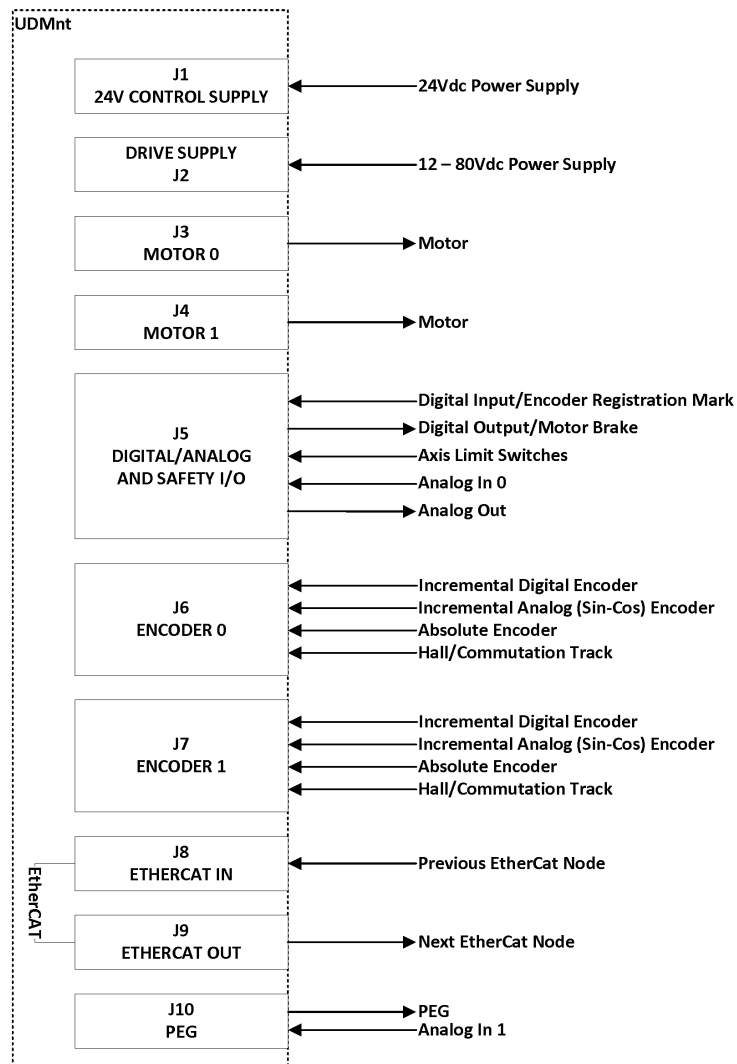 UDMnt
J1
24V CONTROL SUPPLY
24Vdc Power Supply
DRIVE SUPPLY
J2
12 – 80Vdc Power Supply
J3
MOTOR 0
Motor
J4
MOTOR 1
Motor
J5
DIGITAL/ANALOG
AND SAFETY I/O
Digital Input/Encoder Registration Mark
Digital Output/Motor Brake
Axis Limit Switches
Analog In 0
Analog Out
J6
ENCODER 0
Incremental Digital Encoder
Incremental Analog (Sin-Cos) Encoder
Absolute Encoder
Hall/Commutation Track
J7
ENCODER 1
Incremental Digital Encoder
Incremental Analog (Sin-Cos) Encoder
Absolute Encoder
Hall/Commutation Track
EtherCAT
J8
ETHERCAT IN
Previous EtherCat Node
J9
ETHERCAT OUT
Next EtherCat Node
J10
PEG
PEG
Analog In 1